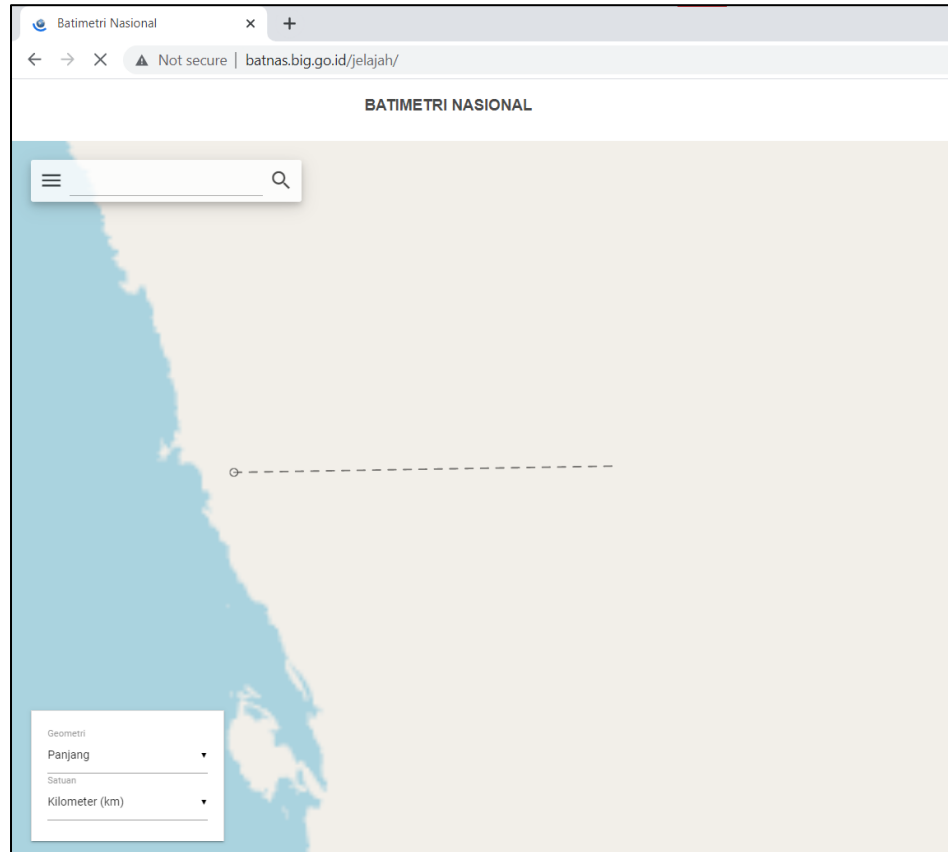 Batimetri Nasional
Not secure | batnas.big.go.id/jelajah/
BATIMETRI NASIONAL
Geometri
Panjang
Satuan
Kilometer (km)